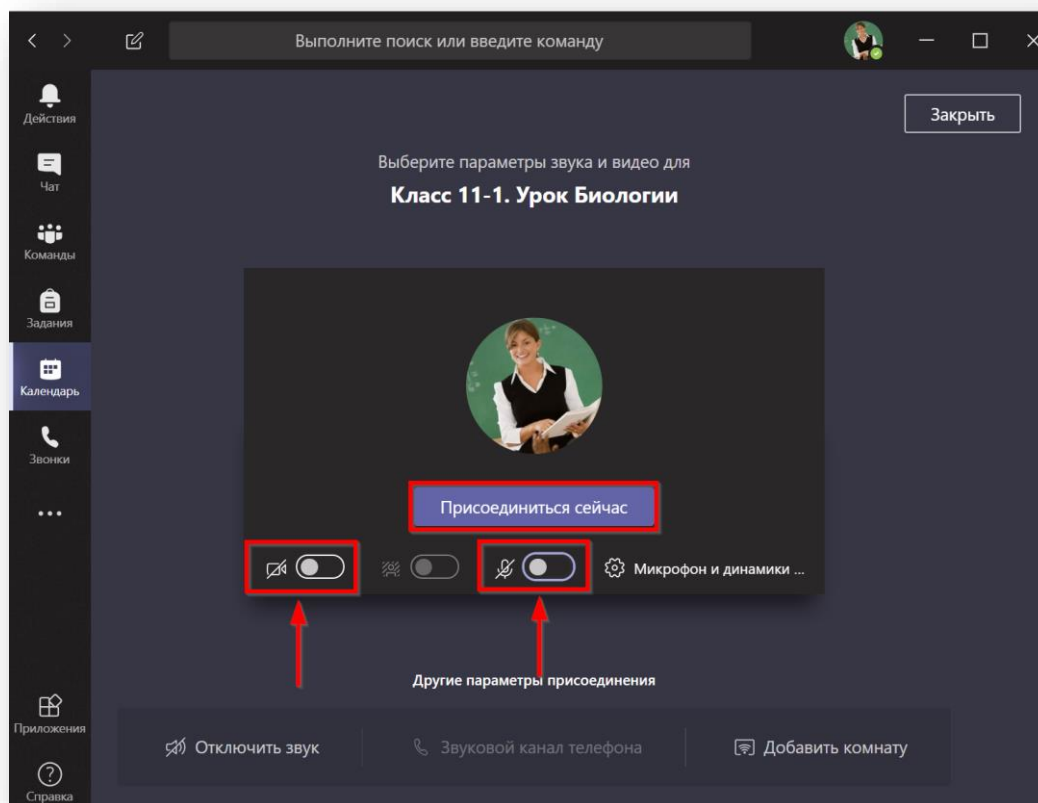 Выполните поиск или введите команду
Действия
Чат
Команды
Задания
Календарь
Звонки
Приложения
Справка
Закрыть
Выберите параметры звука и видео для
Класс 11-1. Урок Биологии
Присоединиться сейчас
Микрофон и динамики ...
Другие параметры присоединения
Отключить звук
Звуковой канал телефона
Добавить комнату